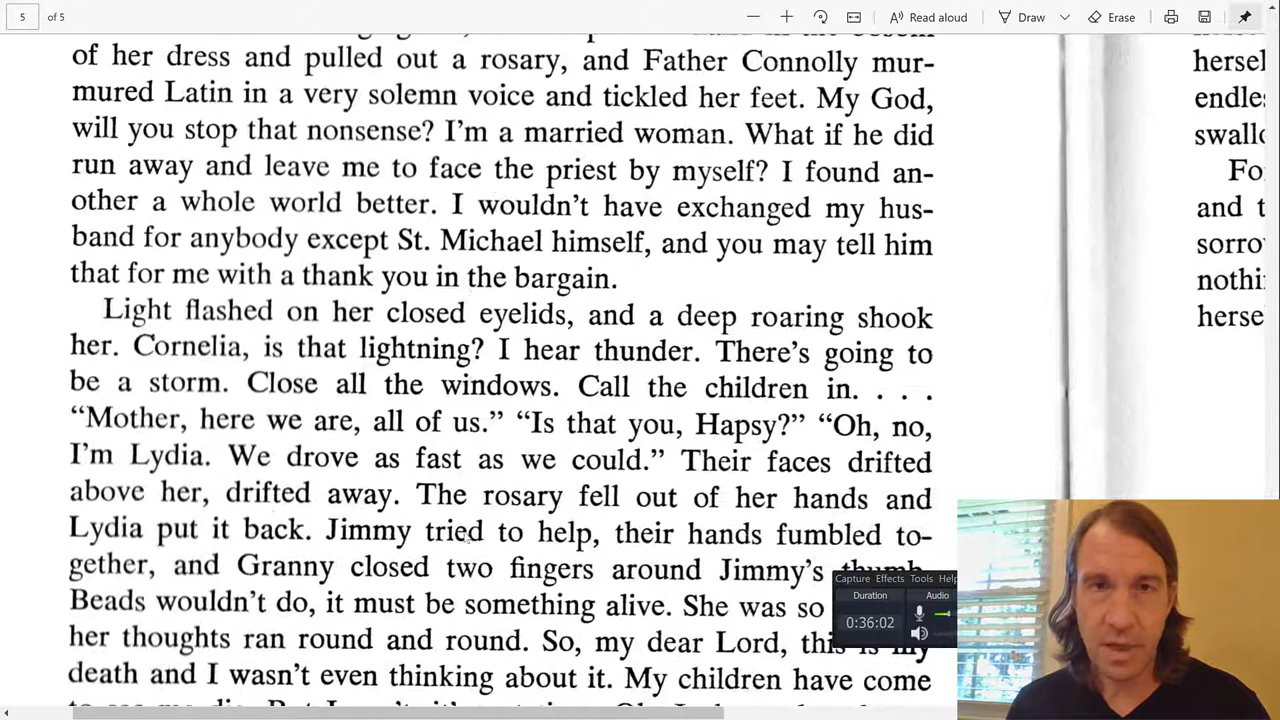 5 of 5 Read aloud Draw Erase
of her dress and pulled out a rosary, and Father Connolly mur-
mured Latin in a very solemn voice and tickled her feet. My God,
will you stop that nonsense? I'm a married woman. What if he did
run away and leave me to face the priest by myself? I found an-
other a whole world better. I wouldn't have exchanged my hus-
band for anybody except St. Michael himself, and you may tell him
that for me with a thank you in the bargain.
Light flashed on her closed eyelids, and a deep roaring shook
her. Cornelia, is that lightning? I hear thunder. There's going to
be a storm. Close all the windows. Call the children in. . . .
"Mother, here we are, all of us." "Is that you, Hapsy?" "Oh, no,
I'm Lydia. We drove as fast as we could." Their faces drifted
above her, drifted away. The rosary fell out of her hands and
Lydia put it back. Jimmy tried to help, their hands fumbled to-
gether, and Granny closed two fingers around Jimmy's thumb.
Beads wouldn't do, it must be something alive. She was so
her thoughts ran round and round. So, my dear Lord, this is my
death and I wasn't even thinking about it. My children have come
hersel
endle
swallo
Fo
and t
sorro
nothi
herse
Capture Effects Tools Help
Duration Audio
0:36:02